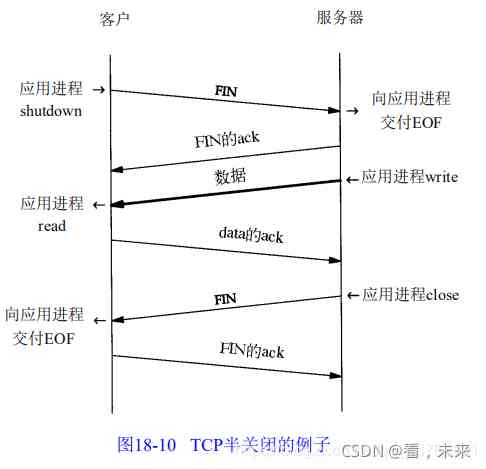 客户
服务器
应用进程
shutdown
FIN
向应用进程
交付EOF
FIN的ack
数据
应用进程write
应用进程
read
data的ack
应用进程close
FIN
向应用进程
交付EOF
FIN的ack
图18-10 TCP半关闭的例子
CSDN @看，未来